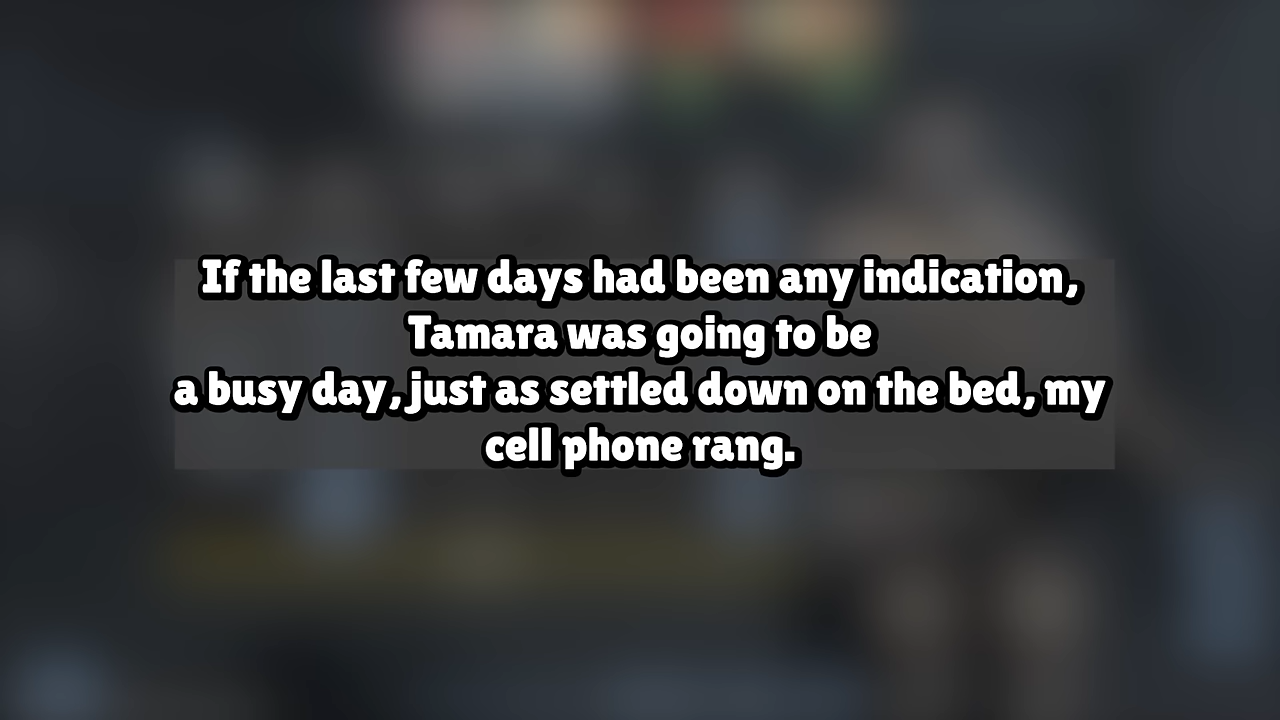 If the last few days had been any indication,
Tamara was going to be
a busy day, just as settled down on the bed, my
cell phone rang.